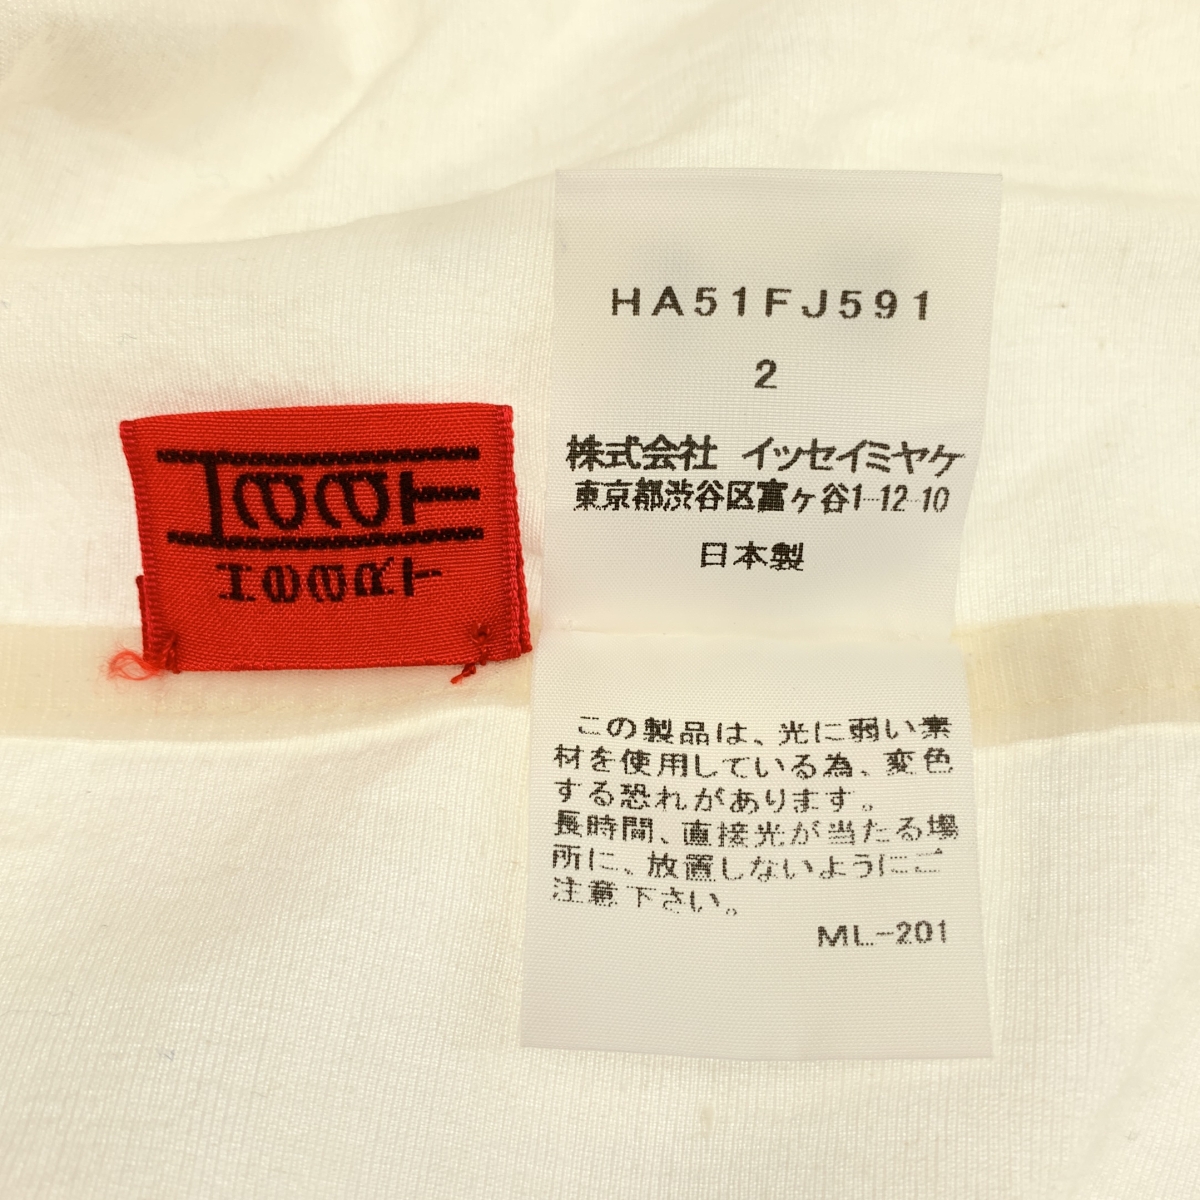 HaaT
HeaRT
HA51FJ591
2
株式会社 イッセイミヤケ
東京都渋谷区富ヶ谷1-12-10
日本製
この製品は、光に弱い素
材を使用している為、変色
する恐れがあります。
長時間、直接光が当たる場
所に、放置しないようにご
注意下さい。
ML-201